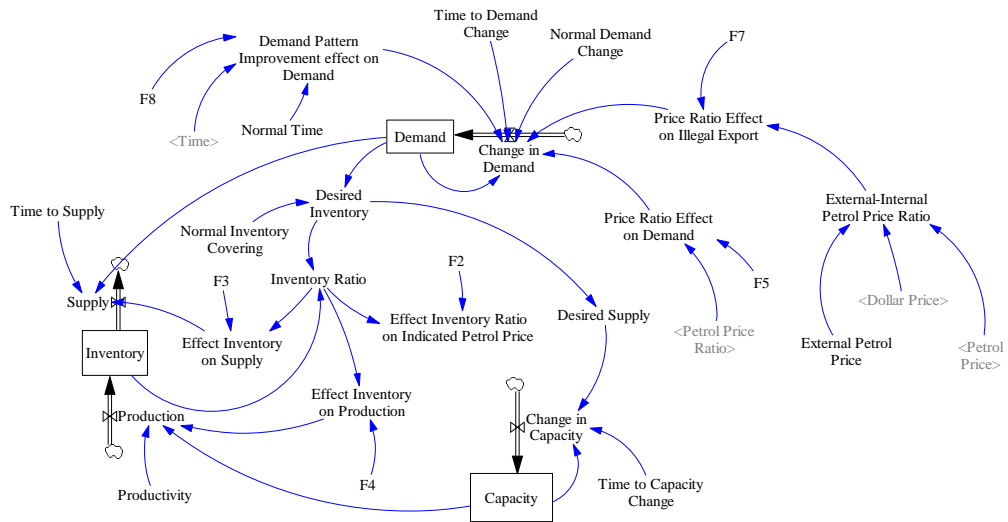 Time to Demand
Change
Normal Demand
Change
F7
Demand Pattern
Improvement effect on
Demand
F8
<Time>
Normal Time
Demand
Change in
Demand
Price Ratio Effect
on Illegal Export
Desired
Inventory
Time to Supply
Normal Inventory
Covering
Price Ratio Effect
on Demand
External-Internal
Petrol Price Ratio
Inventory Ratio
F3
F2
F5
Supply
Effect Inventory
on Supply
Effect Inventory Ratio
on Indicated Petrol Price
Desired Supply
<Dollar Price>
<Petrol Price
Ratio>
External Petrol
Price
<Petrol
Price>
Inventory
Effect Inventory
on Production
Production
Change in
Capacity
Productivity
F4
Capacity
Time to Capacity
Change